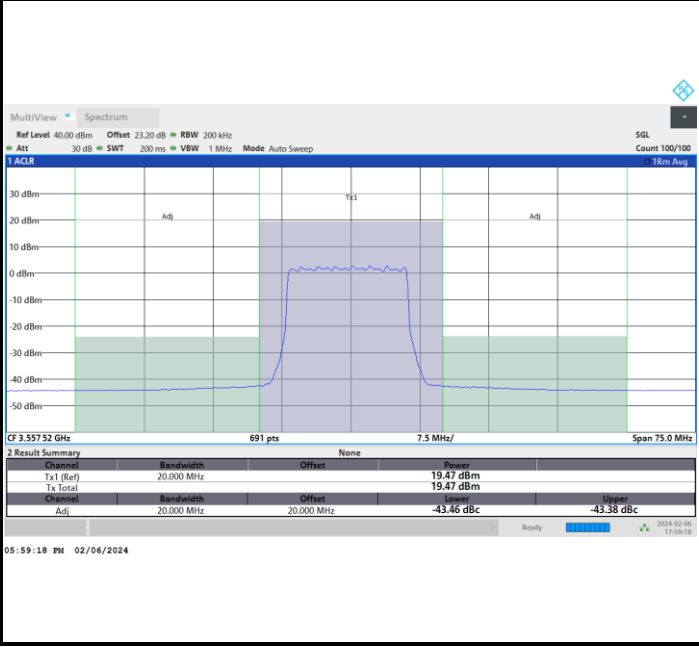 MultiView Spectrum
Ref Level 40.00 dBm Offset 23.20 dB RBW 200 kHz SGL
Att 30 dB SWT 200 ms VBW 1 MHz Mode Auto Sweep Count 100/100
1 ACLR 1Rm Avg
30 dBm
Tx1
20 dBm
Adj Adj
10 dBm
0 dBm
-10 dBm
-20 dBm
-30 dBm
-40 dBm
-50 dBm
CF 3.557 52 GHz 691 pts 7.5 MHz/ Span 75.0 MHz
2 Result Summary None
Channel Bandwidth Offset Power
Tx1 (Ref) 20.000 MHz 19.47 dBm
Tx Total 19.47 dBm
Channel Bandwidth Offset Lower Upper
Adj 20.000 MHz 20.000 MHz -43.46 dBc -43.38 dBc
Ready 2024-02-06
17:59:18
05:59:18 PM 02/06/2024